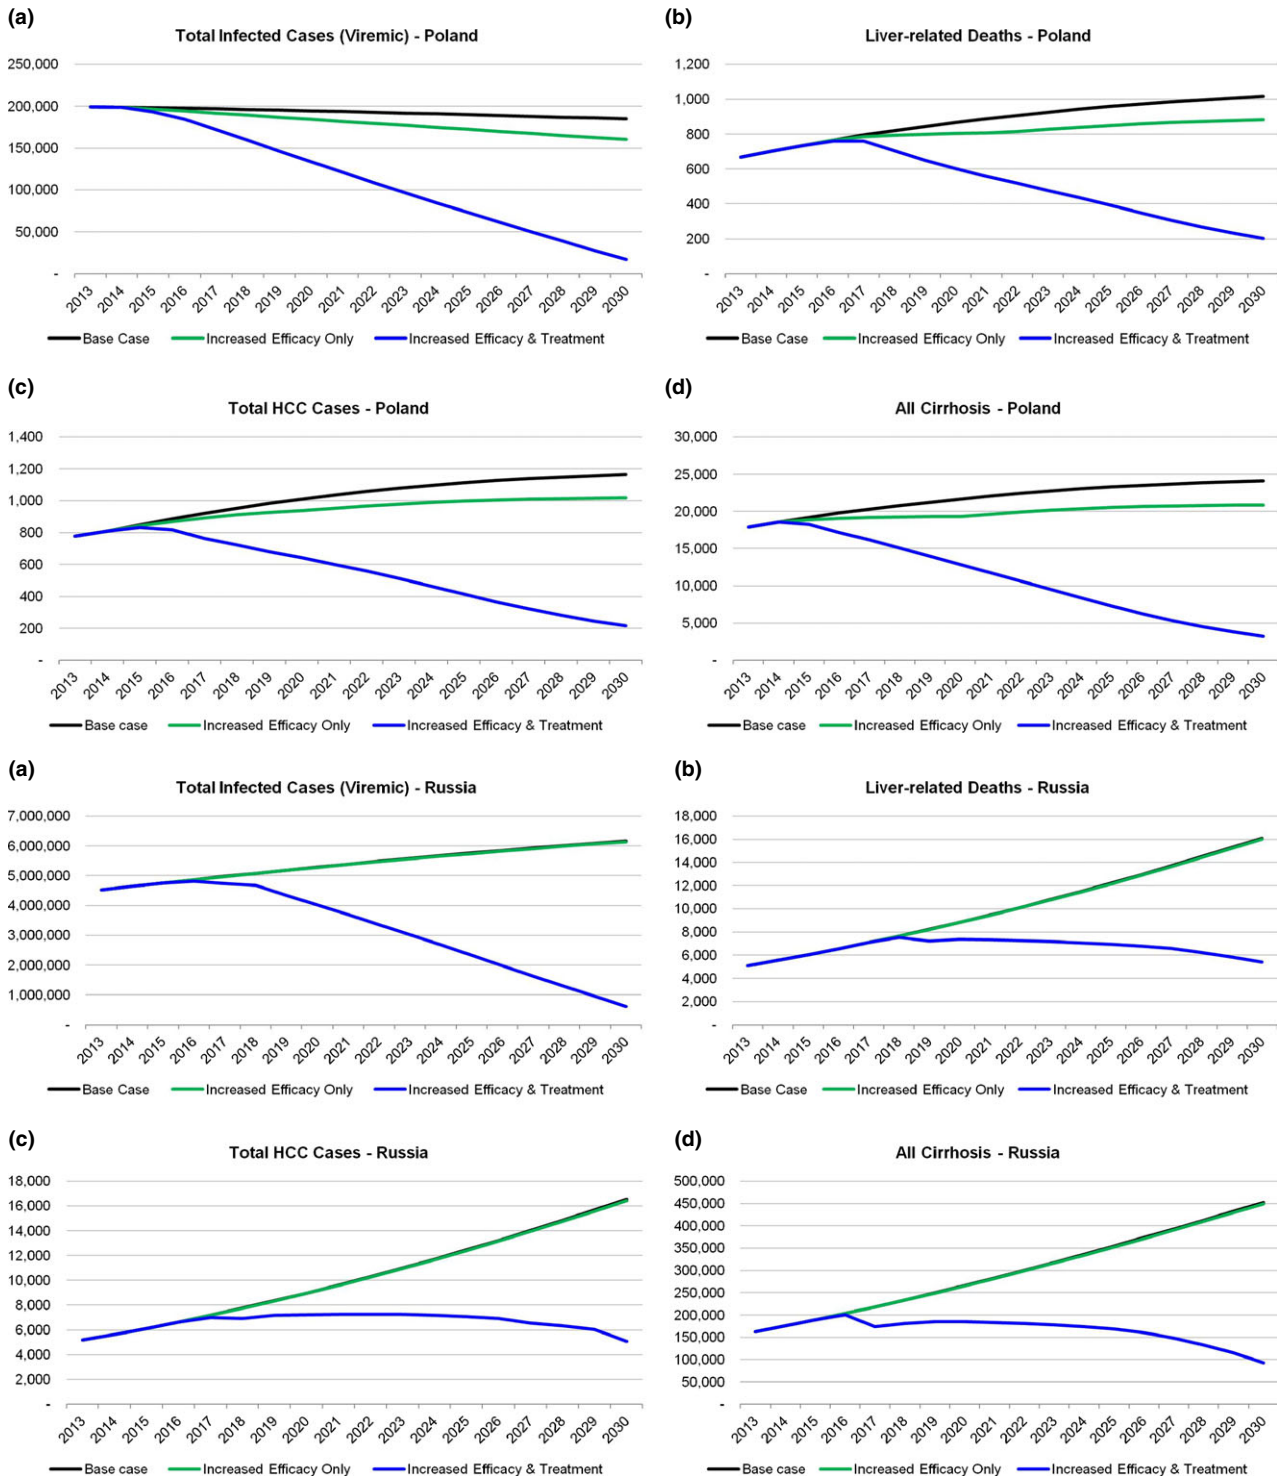 (a)
Total Infected Cases (Viremic) - Poland
250,000
200,000
150,000
100,000
50,000
-
2013 2014 2015 2016 2017 2018 2019 2020 2021 2022 2023 2024 2025 2026 2027 2028 2029 2030
Base Case Increased Efficacy Only Increased Efficacy & Treatment
(b)
Liver-related Deaths - Poland
1,200
1,000
800
600
400
200
-
2013 2014 2015 2016 2017 2018 2019 2020 2021 2022 2023 2024 2025 2026 2027 2028 2029 2030
Base Case Increased Efficacy Only Increased Efficacy & Treatment
(c)
Total HCC Cases - Poland
1,400
1,200
1,000
800
600
400
200
-
2013 2014 2015 2016 2017 2018 2019 2020 2021 2022 2023 2024 2025 2026 2027 2028 2029 2030
Base case Increased Efficacy Only Increased Efficacy & Treatment
(d)
All Cirrhosis - Poland
30,000
25,000
20,000
15,000
10,000
5,000
-
2013 2014 2015 2016 2017 2018 2019 2020 2021 2022 2023 2024 2025 2026 2027 2028 2029 2030
Base case Increased Efficacy Only Increased Efficacy & Treatment
(a)
Total Infected Cases (Viremic) - Russia
7,000,000
6,000,000
5,000,000
4,000,000
3,000,000
2,000,000
1,000,000
-
2013 2014 2015 2016 2017 2018 2019 2020 2021 2022 2023 2024 2025 2026 2027 2028 2029 2030
Base Case Increased Efficacy Only Increased Efficacy & Treatment
(b)
Liver-related Deaths - Russia
18,000
16,000
14,000
12,000
10,000
8,000
6,000
4,000
2,000
-
2013 2014 2015 2016 2017 2018 2019 2020 2021 2022 2023 2024 2025 2026 2027 2028 2029 2030
Base Case Increased Efficacy Only Increased Efficacy & Treatment
(c)
Total HCC Cases - Russia
18,000
16,000
14,000
12,000
10,000
8,000
6,000
4,000
2,000
-
2013 2014 2015 2016 2017 2018 2019 2020 2021 2022 2023 2024 2025 2026 2027 2028 2029 2030
Base case Increased Efficacy Only Increased Efficacy & Treatment
(d)
All Cirrhosis - Russia
500,000
450,000
400,000
350,000
300,000
250,000
200,000
150,000
100,000
50,000
-
2013 2014 2015 2016 2017 2018 2019 2020 2021 2022 2023 2024 2025 2026 2027 2028 2029 2030
Base case Increased Efficacy Only Increased Efficacy & Treatment